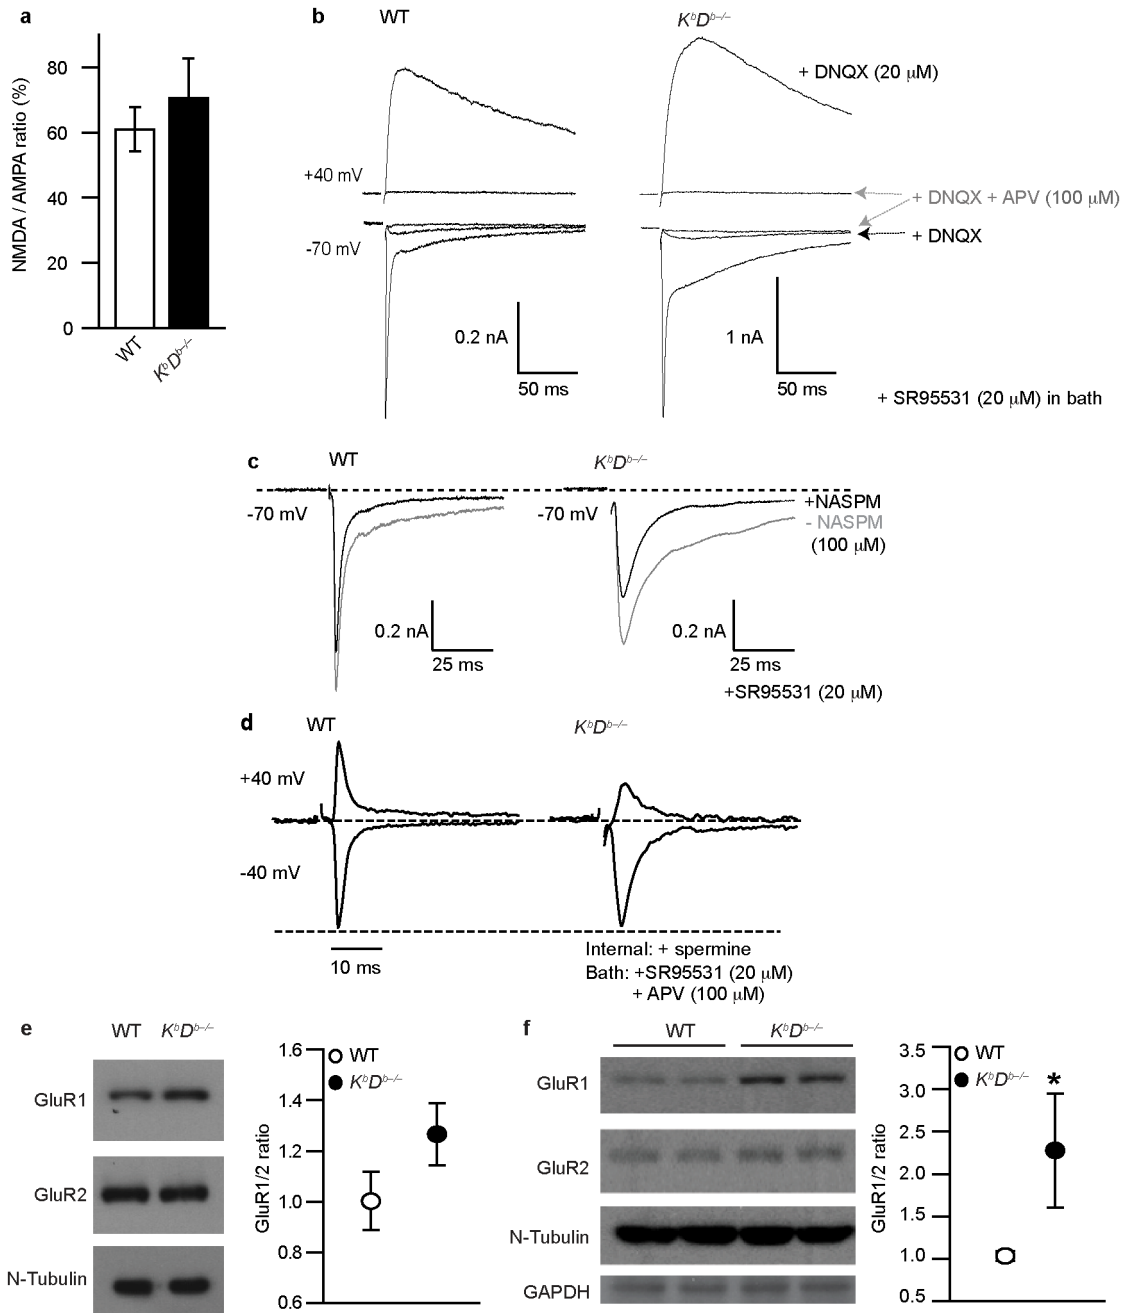 a
NMDA / AMPA ratio (%)
80
60
40
20
0
WT
KᵇDᵇ⁻/⁻
b
WT
KᵇDᵇ⁻/⁻
+ DNQX (20 µM)
+40 mV
+ DNQX + APV (100 µM)
+ DNQX
-70 mV
0.2 nA
50 ms
1 nA
50 ms
+ SR95531 (20 µM) in bath
c
WT
KᵇDᵇ⁻/⁻
-70 mV
-70 mV
+NASPM
- NASPM
(100 µM)
0.2 nA
25 ms
0.2 nA
25 ms
+SR95531 (20 µM)
d
WT
KᵇDᵇ⁻/⁻
+40 mV
-40 mV
10 ms
Internal: + spermine
Bath: +SR95531 (20 µM)
+ APV (100 µM)
e
WT
KᵇDᵇ⁻/⁻
GluR1
GluR2
N-Tubulin
GluR1/2 ratio
1.6
1.4
1.2
1.0
0.8
0.6
WT
KᵇDᵇ⁻/⁻
f
WT
KᵇDᵇ⁻/⁻
GluR1
GluR2
N-Tubulin
GAPDH
GluR1/2 ratio
3.5
3.0
2.5
2.0
1.5
1.0
0.5
WT
KᵇDᵇ⁻/⁻
*